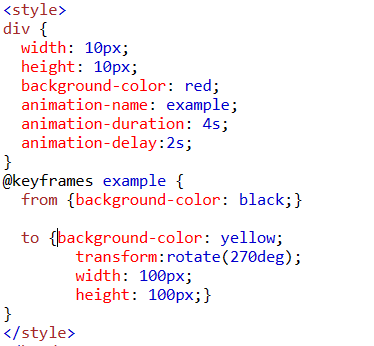 <style>
div {
  width: 10px;
  height: 10px;
  background-color: red;
  animation-name: example;
  animation-duration: 4s;
  animation-delay:2s;
}
@keyframes example {
  from {background-color: black;}

  to {background-color: yellow;
        transform:rotate(270deg);
        width: 100px;
        height: 100px;}
}
</style>